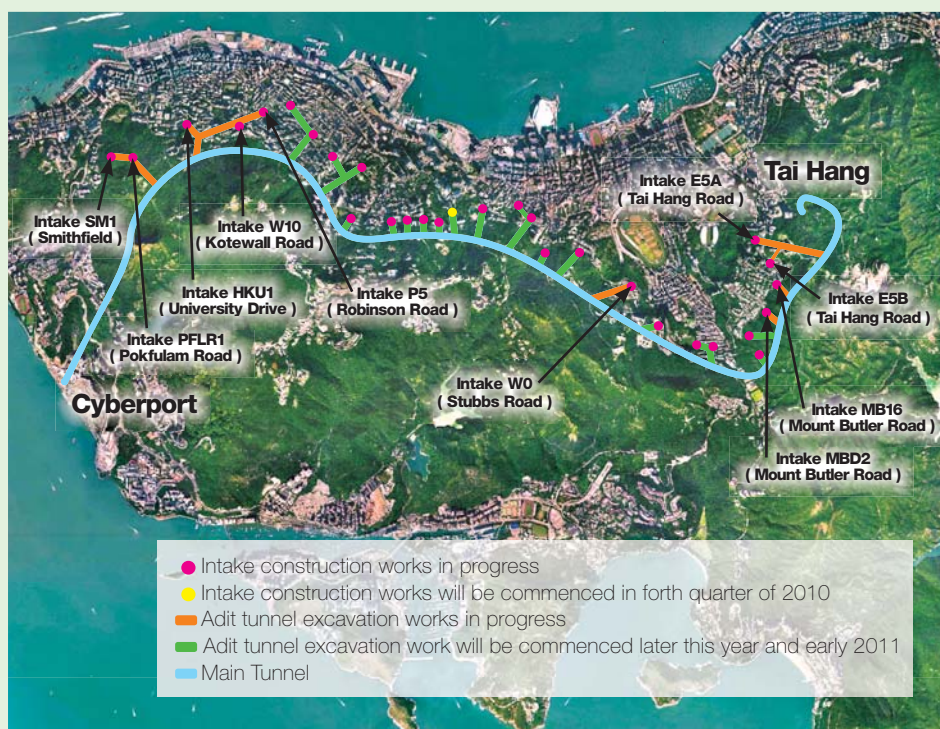 Tai Hang
Intake E5A
( Tai Hang Road )
Intake SM1
( Smithfield )
Intake W10
( Kotewall Road )
Intake HKU1
( University Drive )
Intake P5
( Robinson Road )
Intake E5B
( Tai Hang Road )
Intake PFLR1
( Pokfulam Road )
Cyberport
Intake W0
( Stubbs Road )
Intake MB16
( Mount Butler Road )
Intake MBD2
( Mount Butler Road )
Intake construction works in progress
Intake construction works will be commenced in forth quarter of 2010
Adit tunnel excavation works in progress
Adit tunnel excavation work will be commenced later this year and early 2011
Main Tunnel